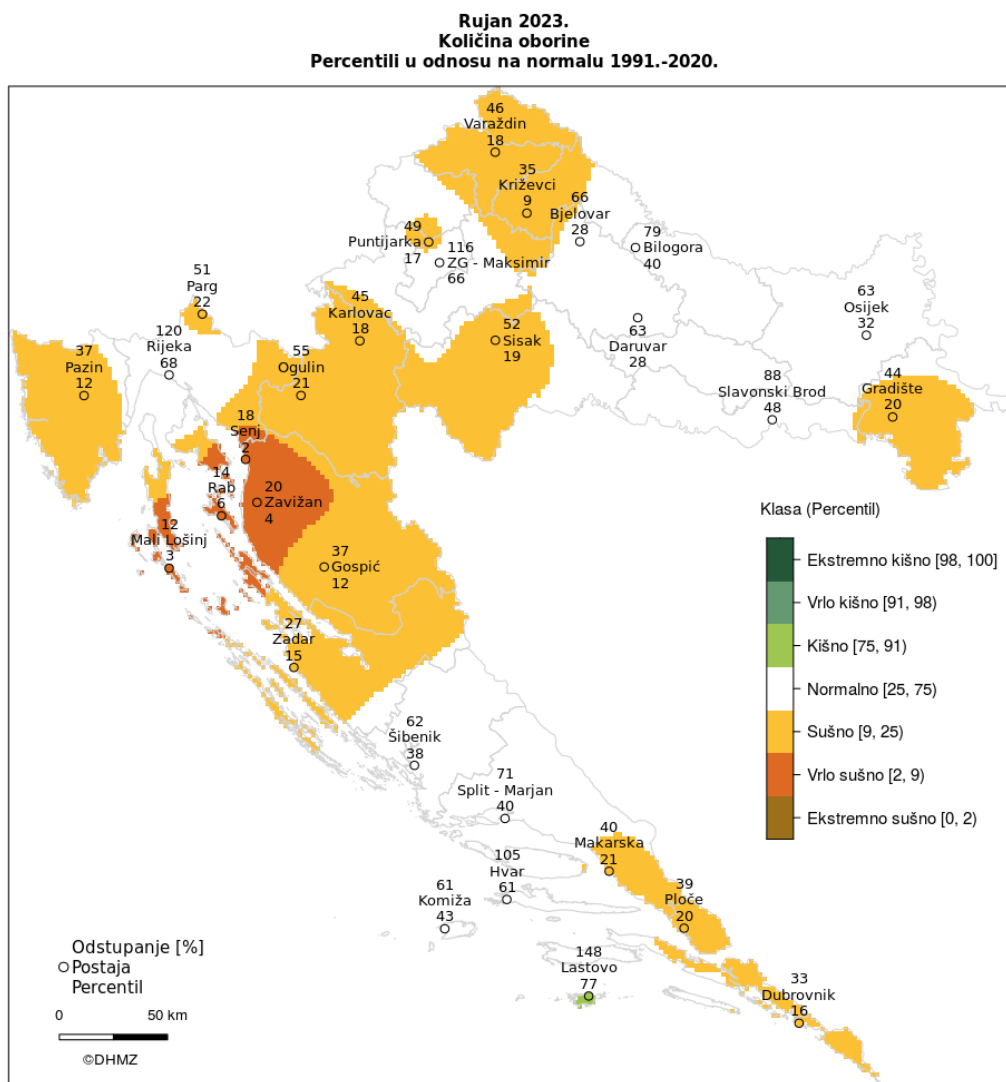 Rujan 2023.
Količina oborine
Percentili u odnosu na normalu 1991.-2020.
46
Varaždin
18
35
Križevci
9
66
Bjelovar
28
79
Bilogora
40
49
Puntijarka
17
116
ZG - Maksimir
66
51
Parg
22
45
Karlovac
18
52
Sisak
19
63
Daruvar
28
63
Osijek
32
120
Rijeka
68
37
Pazin
12
55
Ogulin
21
88
Slavonski Brod
48
44
Gradište
20
18
Senj
2
14
Rab
6
20
Zavižan
4
12
Mali Lošinj
3
37
Gospić
12
27
Zadar
15
62
Šibenik
38
71
Split - Marjan
40
40
Makarska
21
105
Hvar
61
61
Komiža
43
39
Ploče
20
148
Lastovo
77
33
Dubrovnik
16
Klasa (Percentil)
Ekstremno kišno [98, 100]
Vrlo kišno [91, 98)
Kišno [75, 91)
Normalno [25, 75)
Sušno [9, 25)
Vrlo sušno [2, 9)
Ekstremno sušno [0, 2)
Odstupanje [%]
Postaja
Percentil
0 50 km
©DHMZ